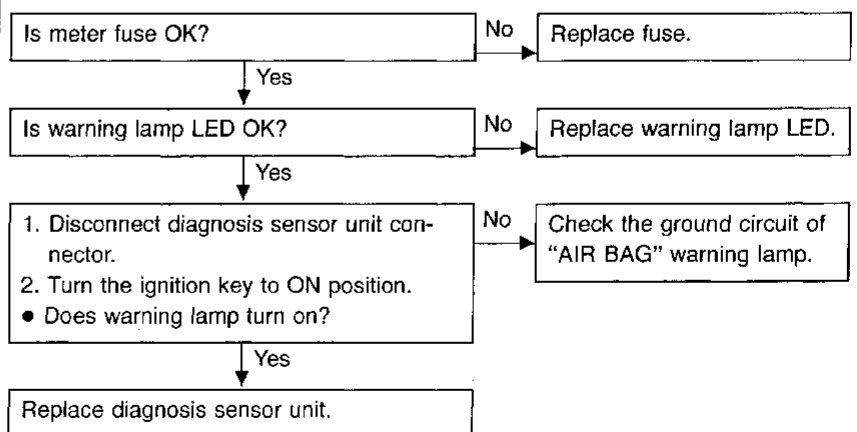 Is meter fuse OK?
No
Replace fuse.
Yes
Is warning lamp LED OK?
No
Replace warning lamp LED.
Yes
1. Disconnect diagnosis sensor unit con-
nector.
2. Turn the ignition key to ON position.
● Does warning lamp turn on?
No
Check the ground circuit of
“AIR BAG” warning lamp.
Yes
Replace diagnosis sensor unit.